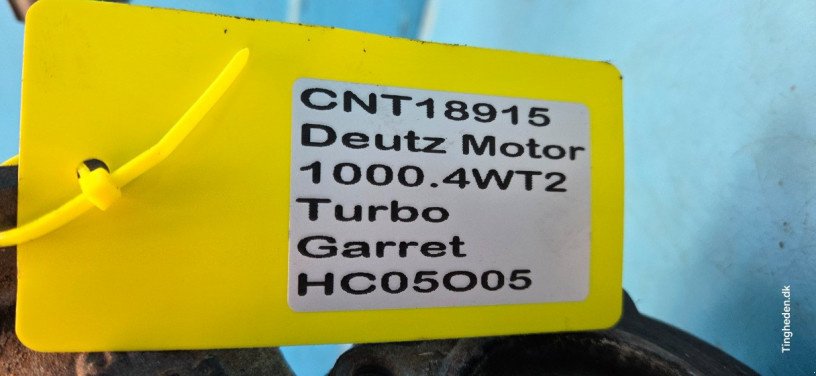 CNT18915
Deutz Motor
1000.4WT2
Turbo
Garret
HC05O05
Tingheden.dk